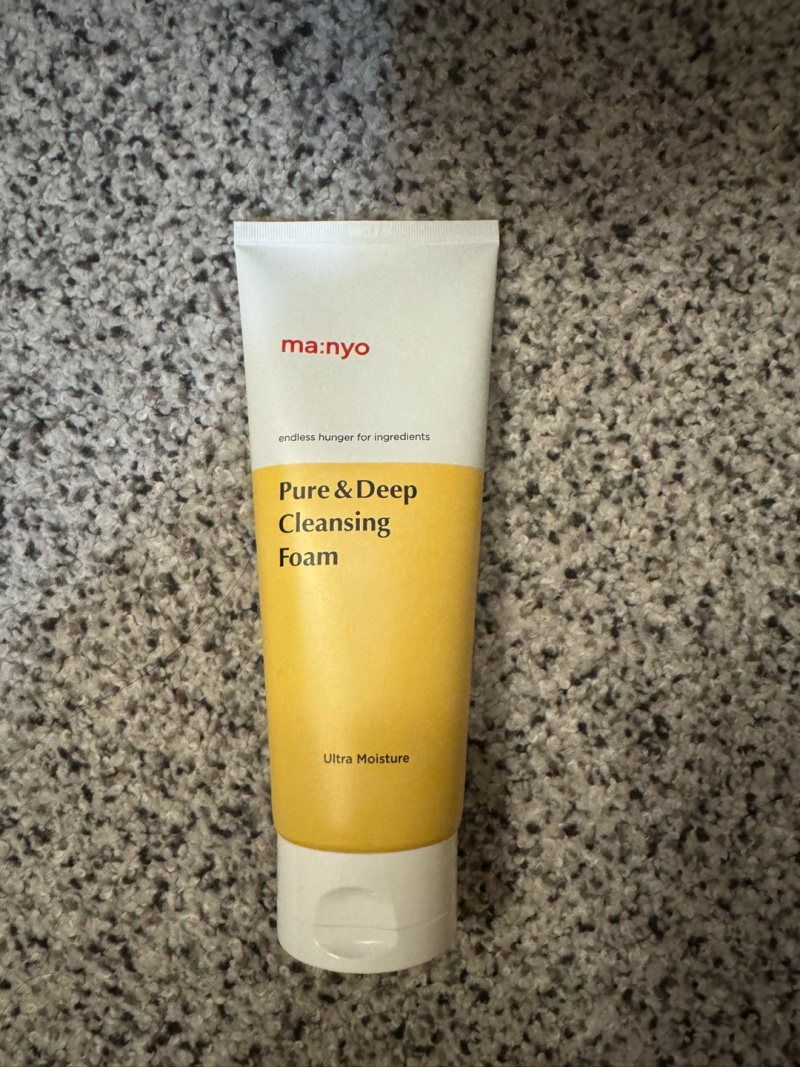 ma:nyo
endless hunger for ingredients
Pure & Deep
Cleansing
Foam
Ultra Moisture